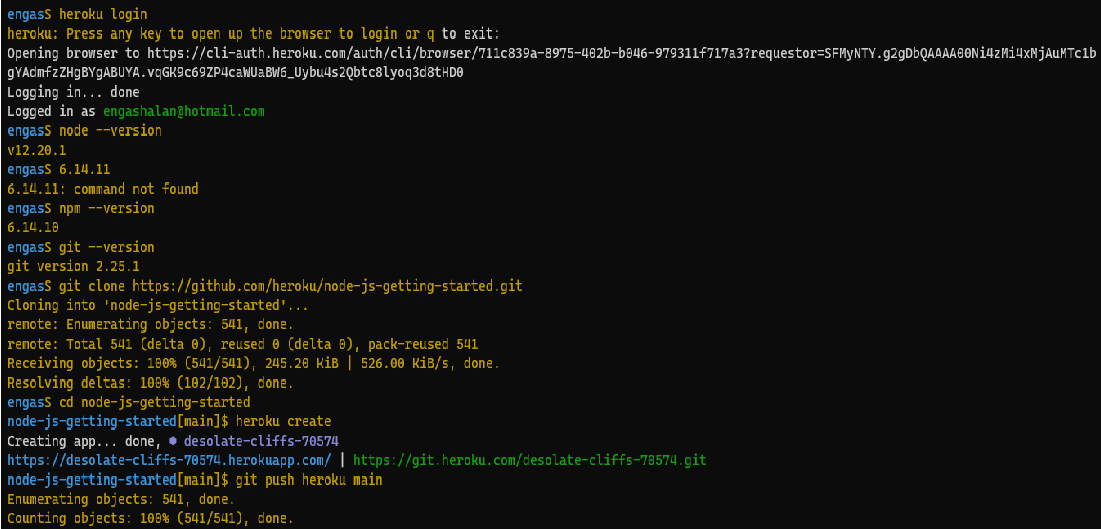 engas$ heroku login
heroku: Press any key to open up the browser to login or q to exit:
Opening browser to https://cli-auth.heroku.com/auth/cli/browser/711c839a-8975-402b-b046-979311f717a3?requestor=SFMyNTY.g2gDbQAAAA00Ni4zMi4xMjAuMTc1b
gYAdmfzZHgBYgABUYA.vqGK9c69ZP4caWUaBW6_Uybu4s2Qbtc8lyoq3d8tHD0
Logging in... done
Logged in as engashalan@hotmail.com
engas$ node --version
v12.20.1
engas$ 6.14.11
6.14.11: command not found
engas$ npm --version
6.14.10
engas$ git --version
git version 2.25.1
engas$ git clone https://github.com/heroku/node-js-getting-started.git
Cloning into 'node-js-getting-started'...
remote: Enumerating objects: 541, done.
remote: Total 541 (delta 0), reused 0 (delta 0), pack-reused 541
Receiving objects: 100% (541/541), 245.20 KiB | 526.00 KiB/s, done.
Resolving deltas: 100% (102/102), done.
engas$ cd node-js-getting-started
node-js-getting-started[main]$ heroku create
Creating app... done, ⬢ desolate-cliffs-70574
https://desolate-cliffs-70574.herokuapp.com/ | https://git.heroku.com/desolate-cliffs-70574.git
node-js-getting-started[main]$ git push heroku main
Enumerating objects: 541, done.
Counting objects: 100% (541/541), done.